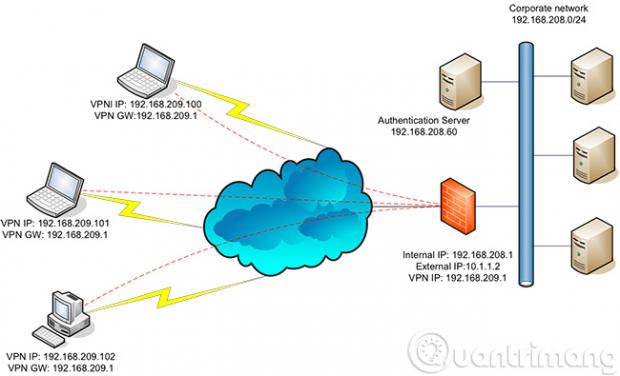 Corporate network
192.168.208.0/24
VPNI IP: 192.168.209.100
VPN GW:192.168.209.1
Authentication Server
192.168.208.60
VPN IP: 192.168.209.101
VPN GW: 192.168.209.1
Internal IP: 192.168.208.1
External IP:10.1.1.2
VPN IP: 192.168.209.1
VPN IP: 192.168.209.102
VPN GW: 192.168.209.1
Quantrimang